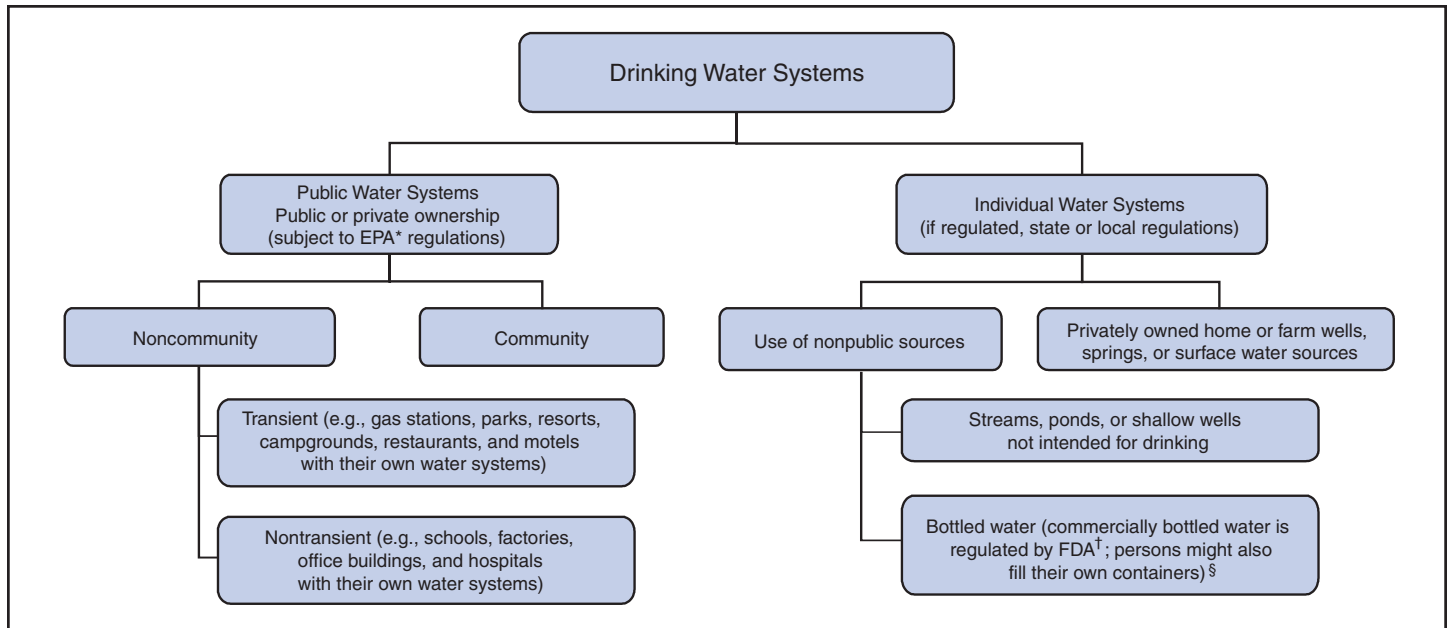 Drinking Water Systems
Public Water Systems
Public or private ownership
(subject to EPA* regulations)
Individual Water Systems
(if regulated, state or local regulations)
Noncommunity
Community
Use of nonpublic sources
Privately owned home or farm wells,
springs, or surface water sources
Transient (e.g., gas stations, parks, resorts,
campgrounds, restaurants, and motels
with their own water systems)
Nontransient (e.g., schools, factories,
office buildings, and hospitals
with their own water systems)
Streams, ponds, or shallow wells
not intended for drinking
Bottled water (commercially bottled water is
regulated by FDA†; persons might also
fill their own containers)§